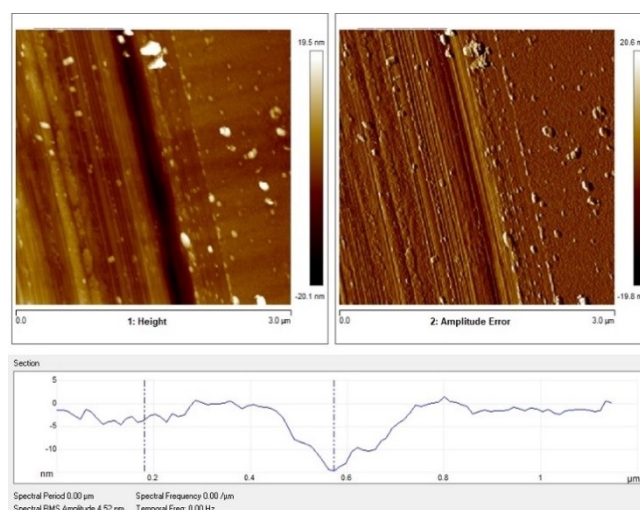 19.5 nm
-20.1 nm
0.0 1: Height 3.0 µm
20.6 n
-19.8 n
0.0 2: Amplitude Error 3.0 µm
Section
5
0
-5
-10
nm
0.2 0.4 0.6 0.8 1 µm
Spectral Period 0.00 µm Spectral Frequency 0.00 /µm
Spectral RMS Amplitude 4.52 nm Temporal Freq: 0.00 Hz